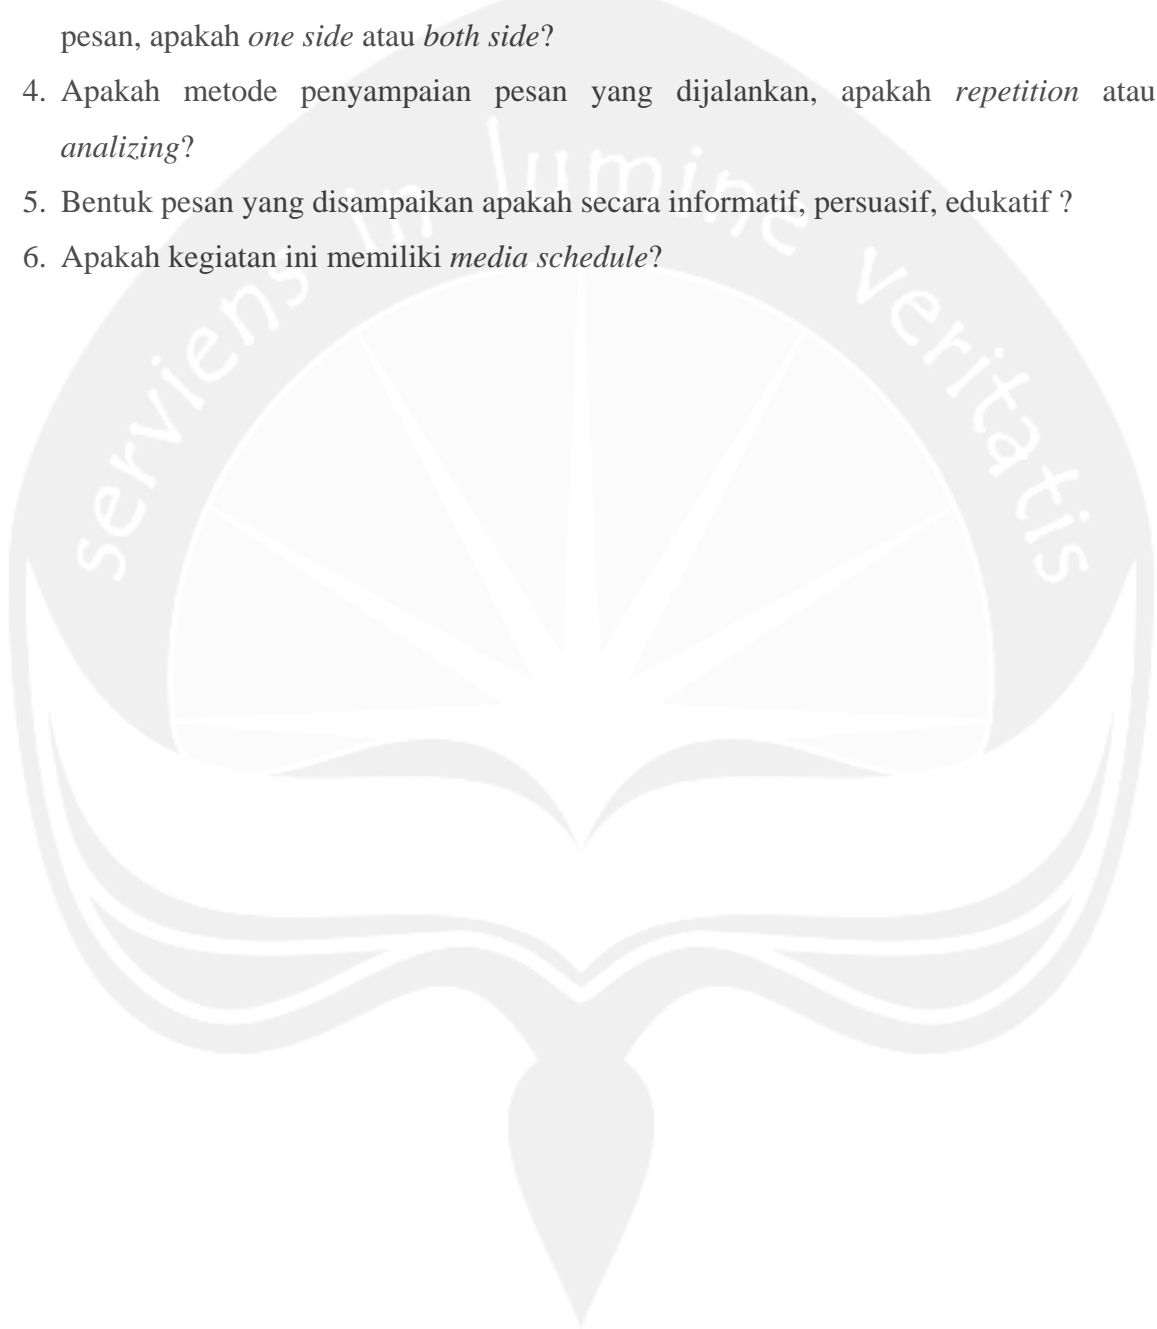 pesan, apakah one side atau both side?
4. Apakah metode penyampaian pesan yang dijalankan, apakah repetition atau
analizing?
5. Bentuk pesan yang disampaikan apakah secara informatif, persuasif, edukatif ?
6. Apakah kegiatan ini memiliki media schedule?
serviens in lumine veritatis